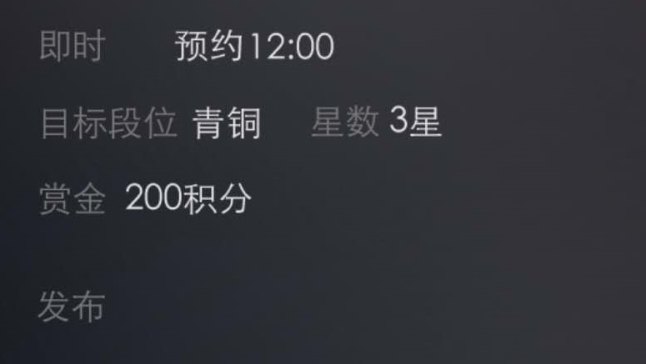 即时 预约12:00
目标段位 青铜 星数 3星
赏金 200积分
发布